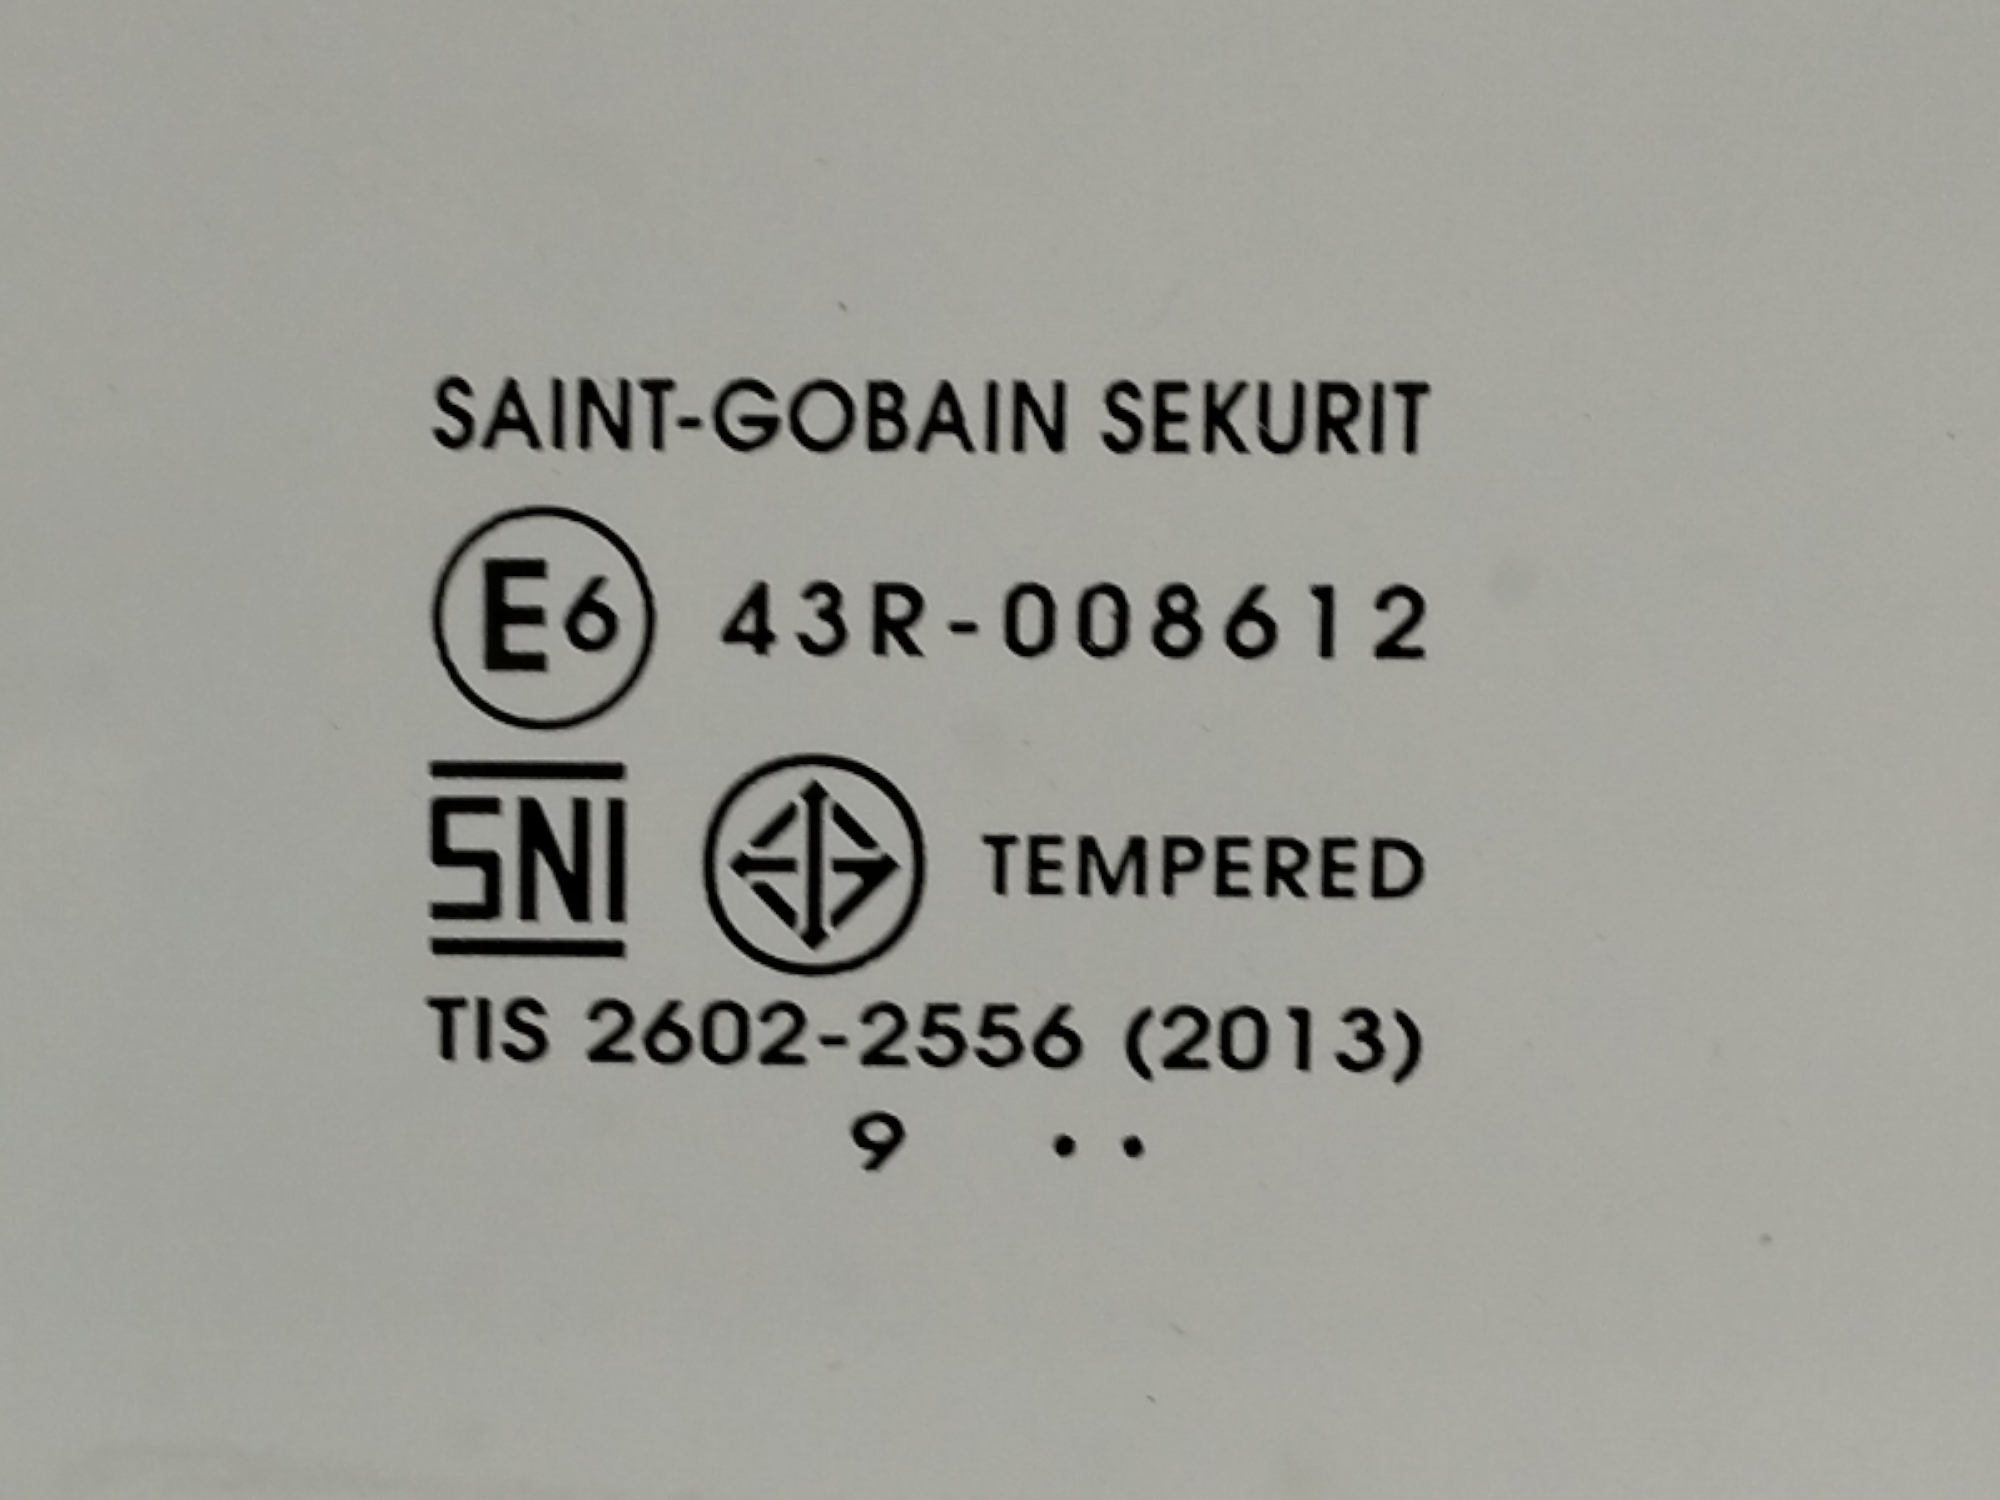 SAINT-GOBAIN SEKURIT
E6 43R-008612
SNI TEMPERED
TIS 2602-2556 (2013)
9 ..